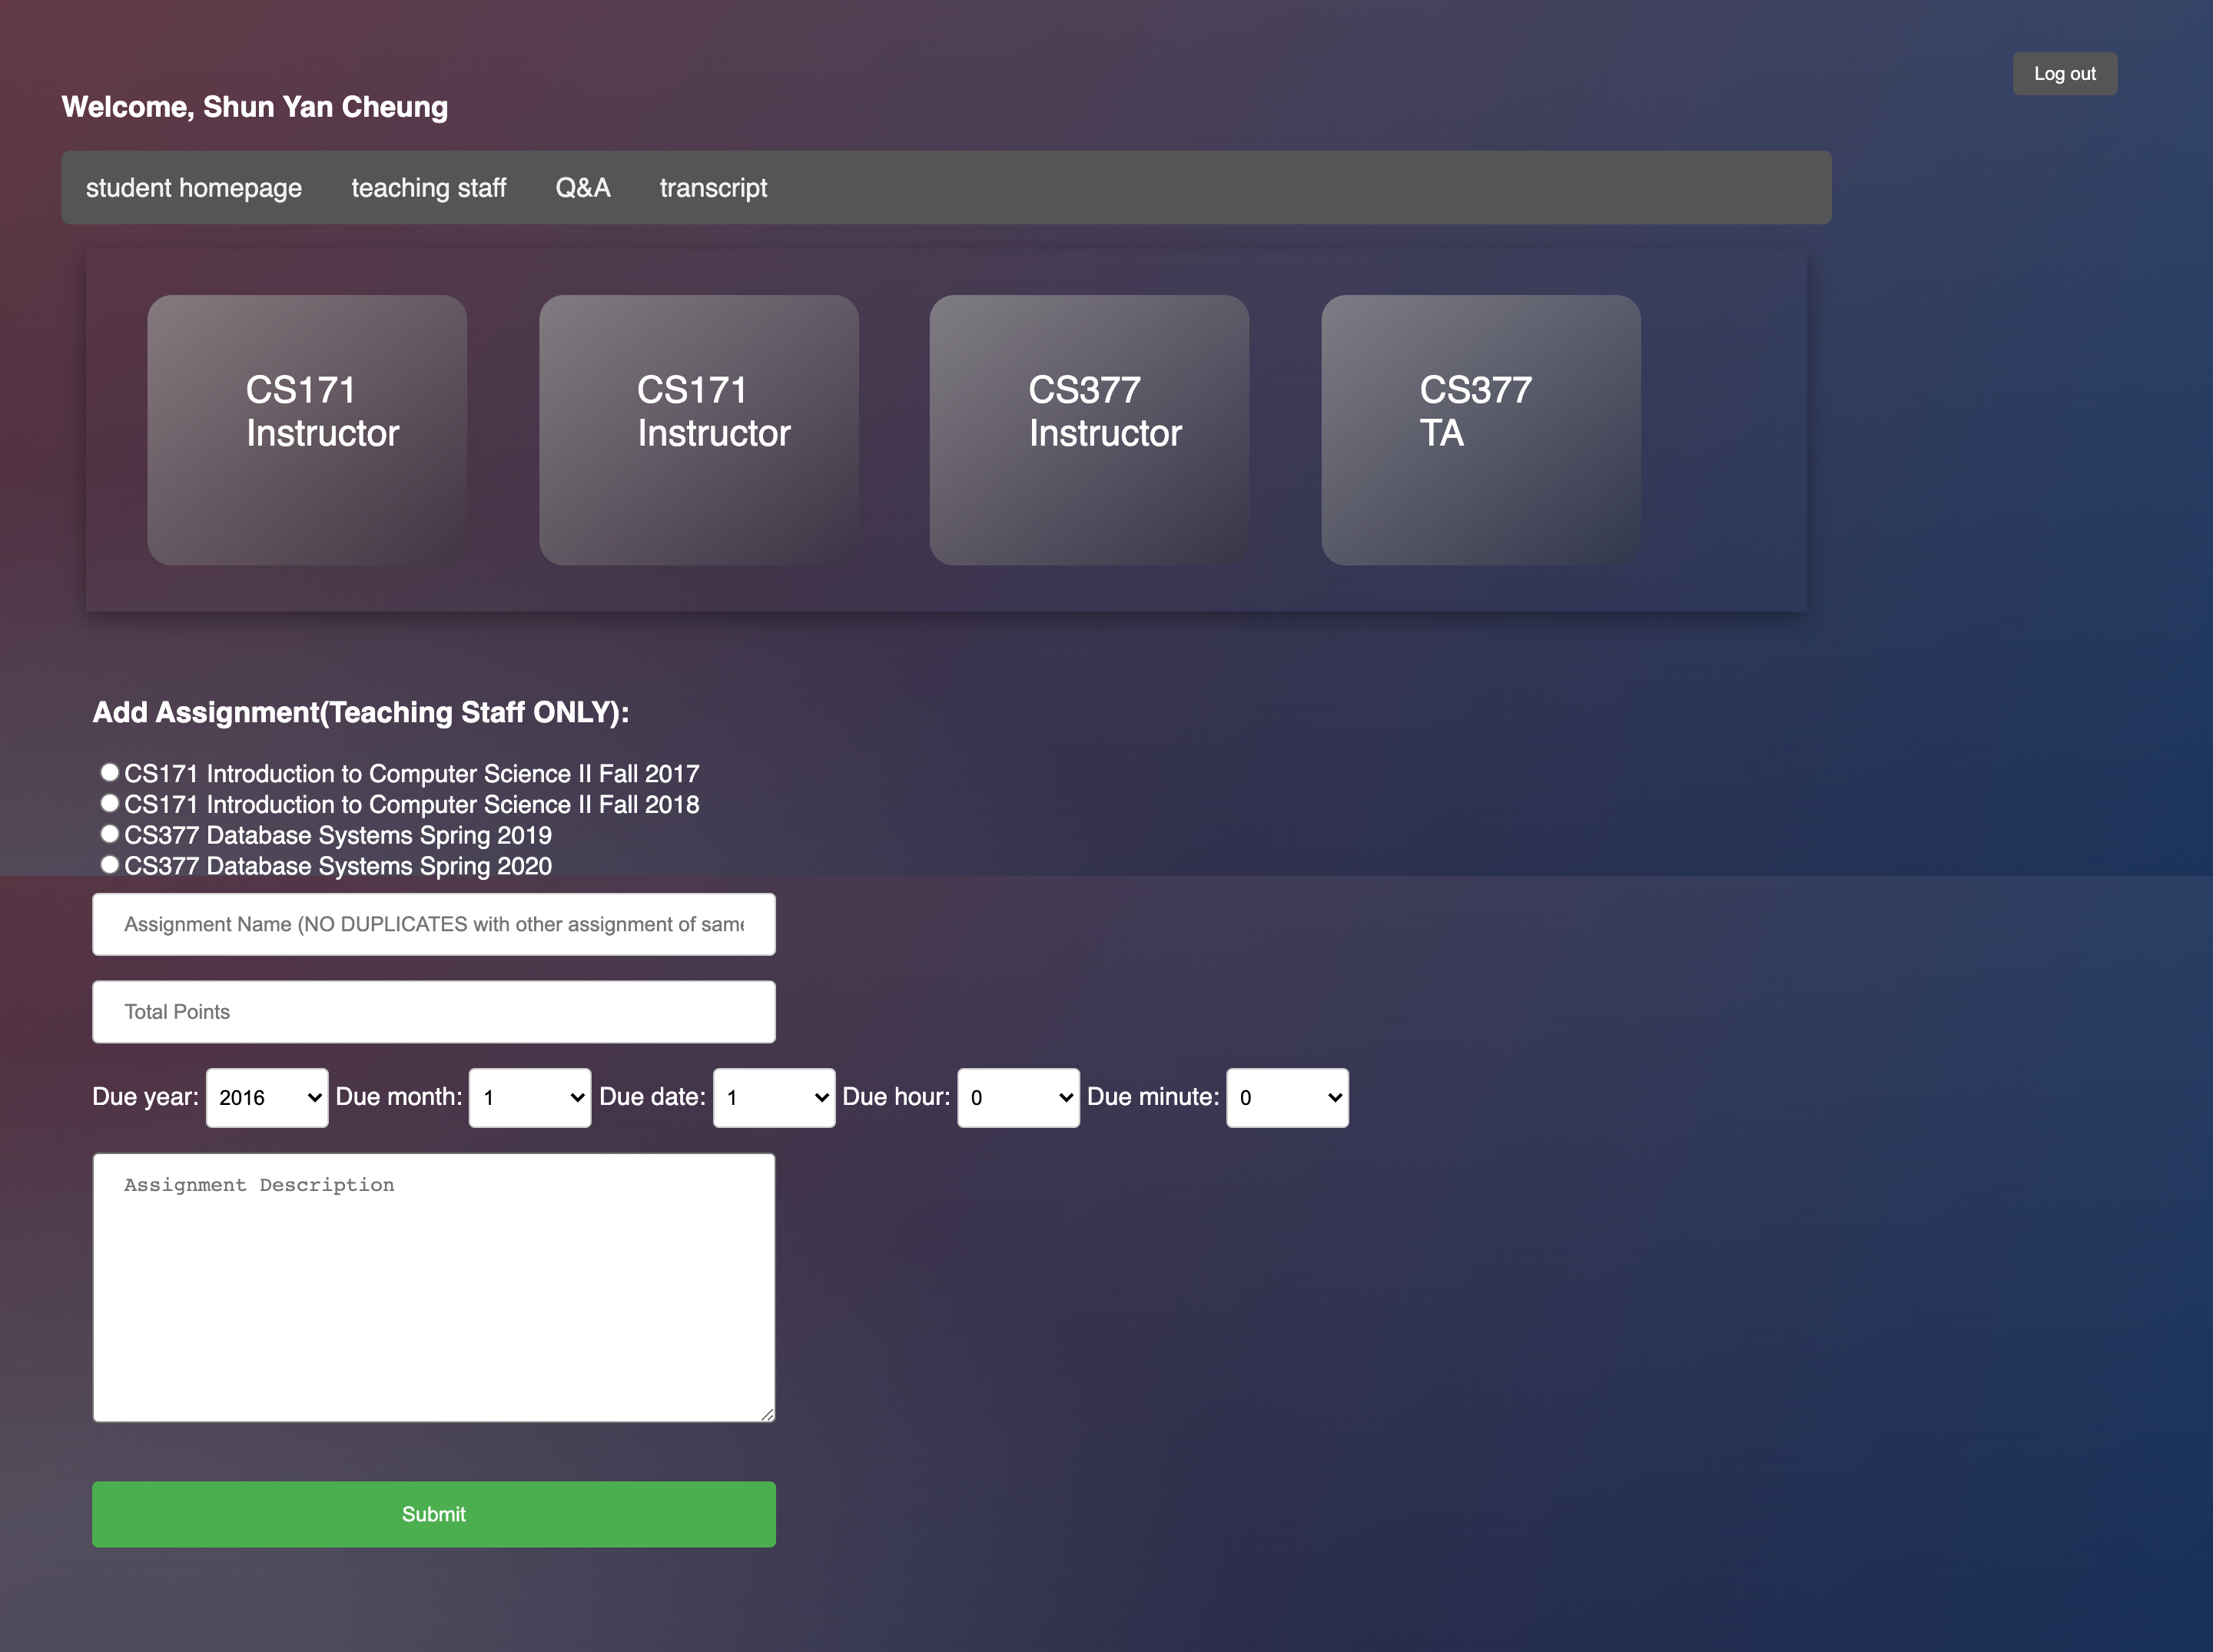 Log out
Welcome, Shun Yan Cheung
student homepage teaching staff Q&A transcript
CS171
Instructor
CS171
Instructor
CS377
Instructor
CS377
TA
Add Assignment(Teaching Staff ONLY):
CS171 Introduction to Computer Science II Fall 2017
CS171 Introduction to Computer Science II Fall 2018
CS377 Database Systems Spring 2019
CS377 Database Systems Spring 2020
Assignment Name (NO DUPLICATES with other assignment of same
Total Points
Due year: 2016 Due month: 1 Due date: 1 Due hour: 0 Due minute: 0
Assignment Description
Submit